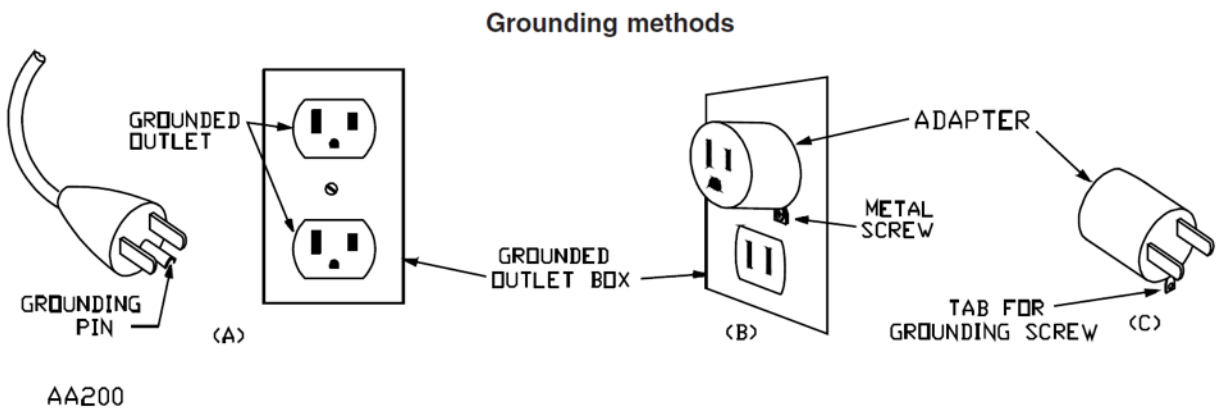 Grounding methods
GROUNDED
OUTLET
ADAPTER
METAL
SCREW
GROUNDED
OUTLET BOX
GROUNDING
PIN
TAB FOR
GROUNDING SCREW
(A)
(B)
(C)
AA200